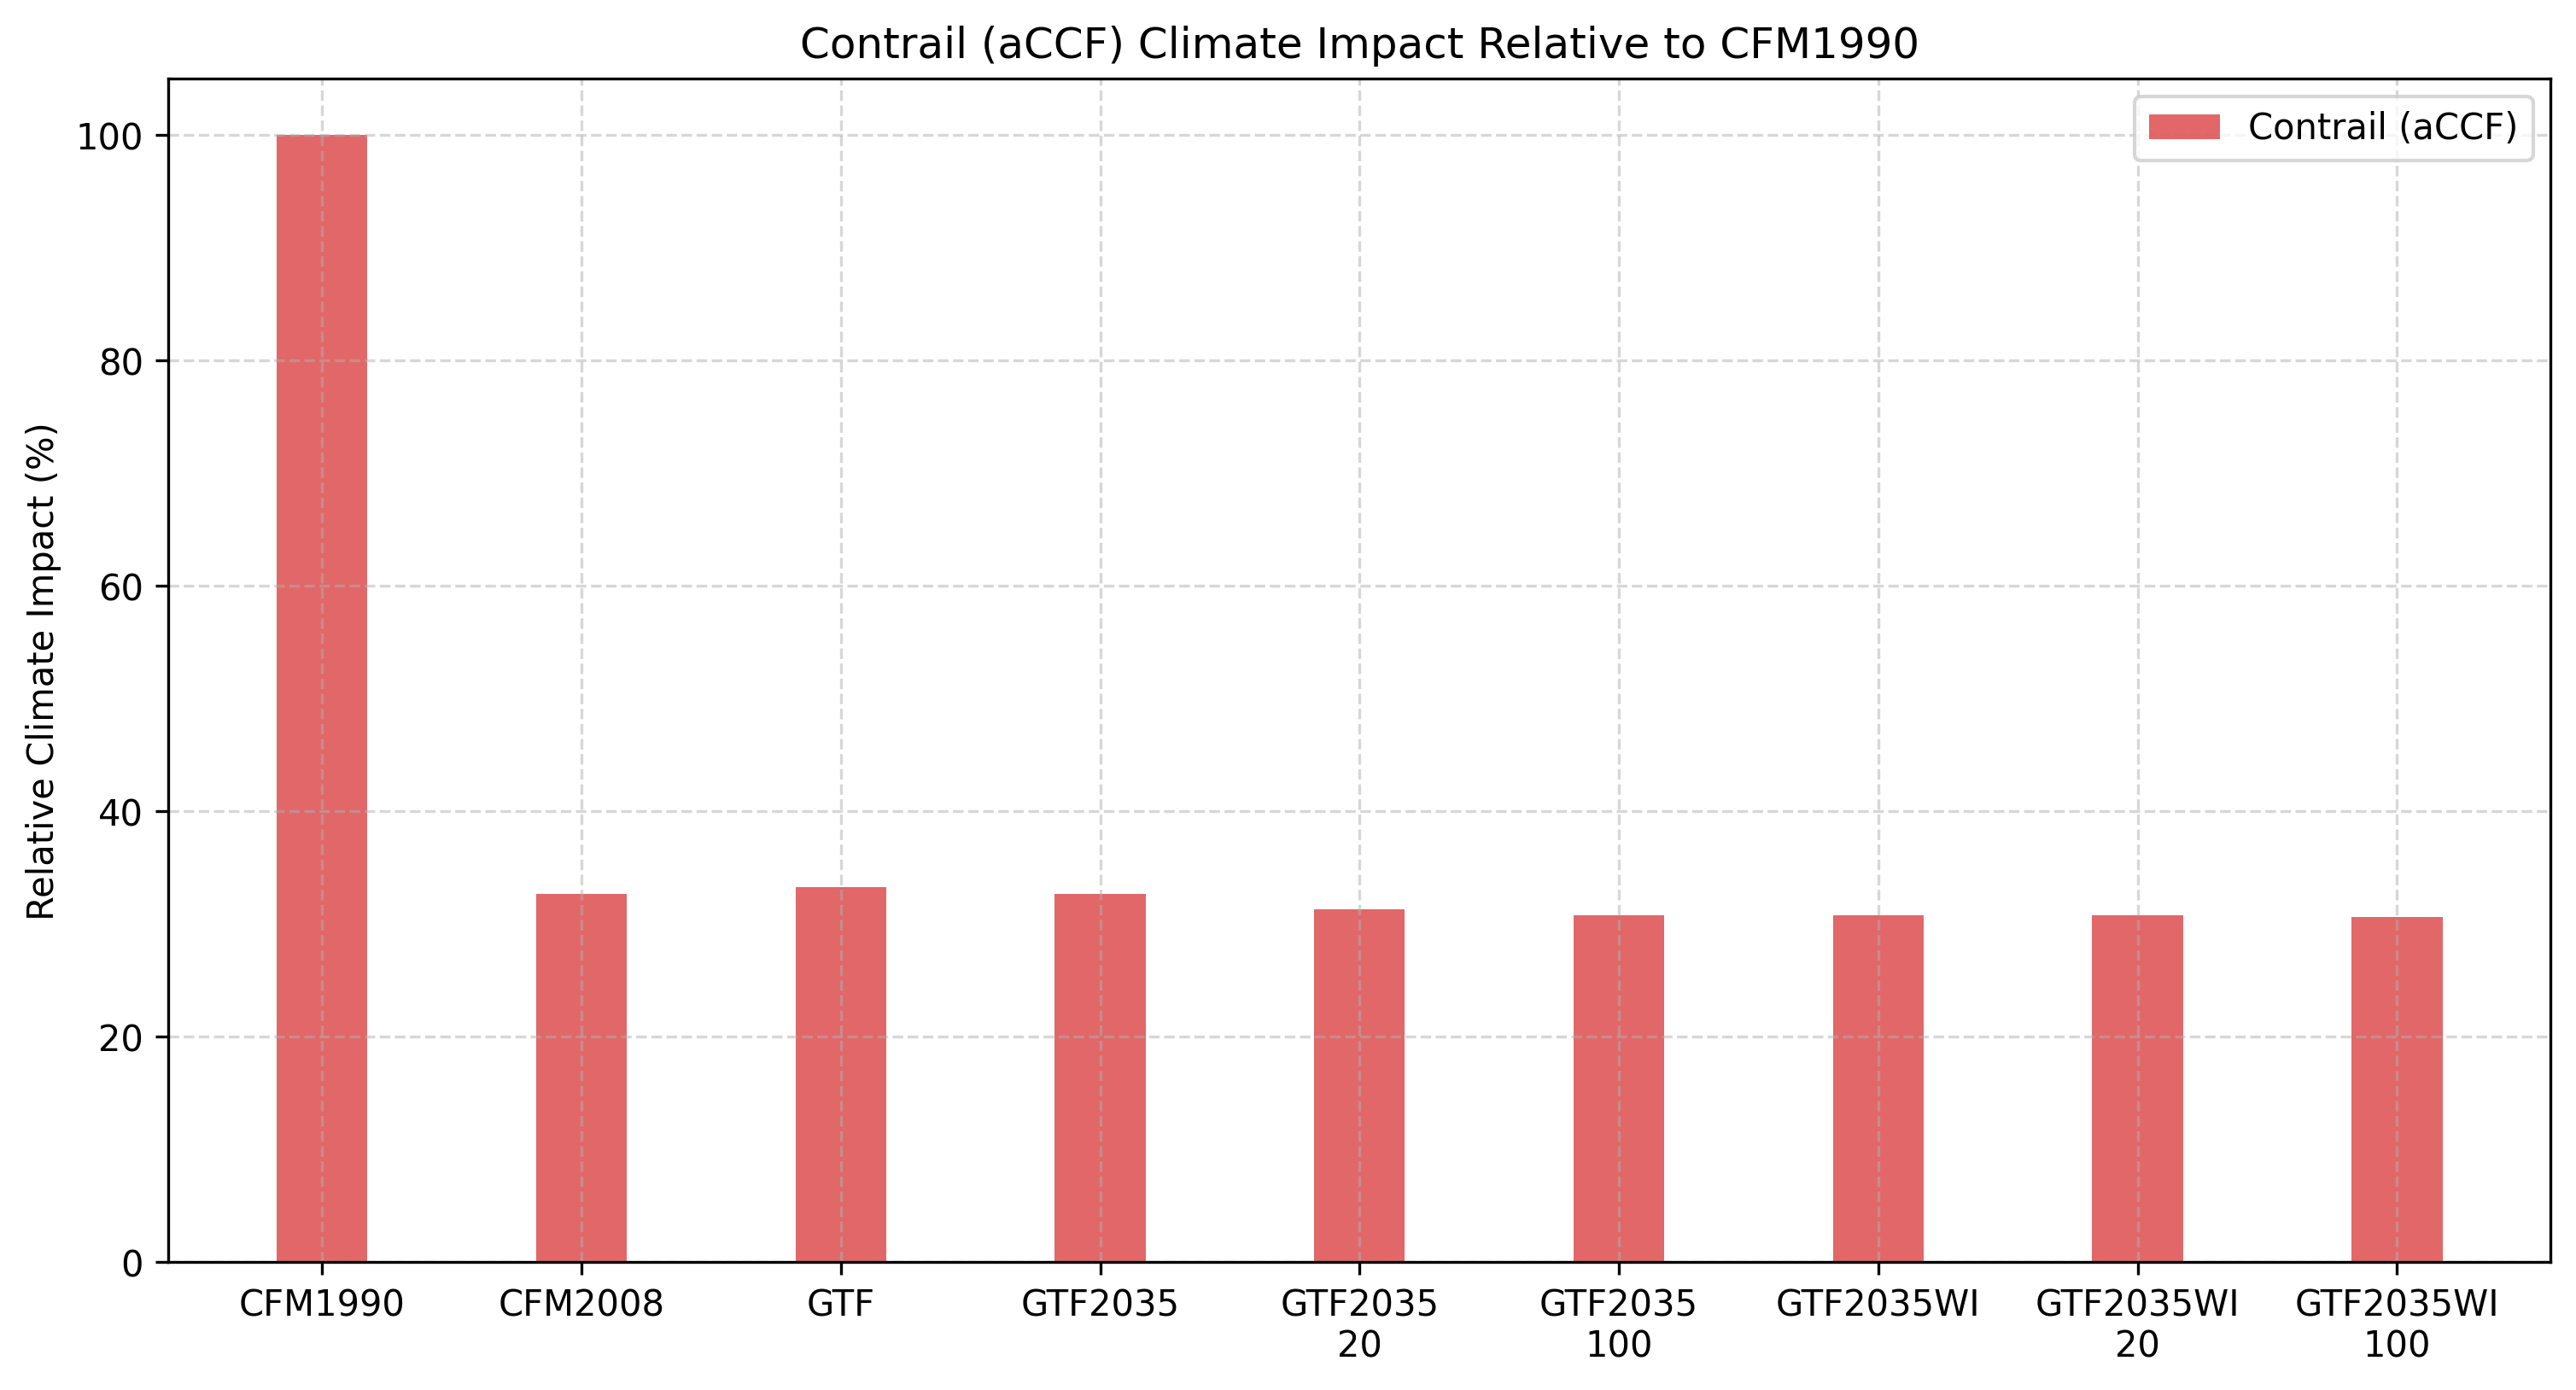 Contrail (aCCF) Climate Impact Relative to CFM1990
Contrail (aCCF)
Relative Climate Impact (%)
100
80
60
40
20
0
CFM1990 CFM2008 GTF GTF2035 GTF2035 GTF2035 GTF2035WI GTF2035WI GTF2035WI
20 100 20 100